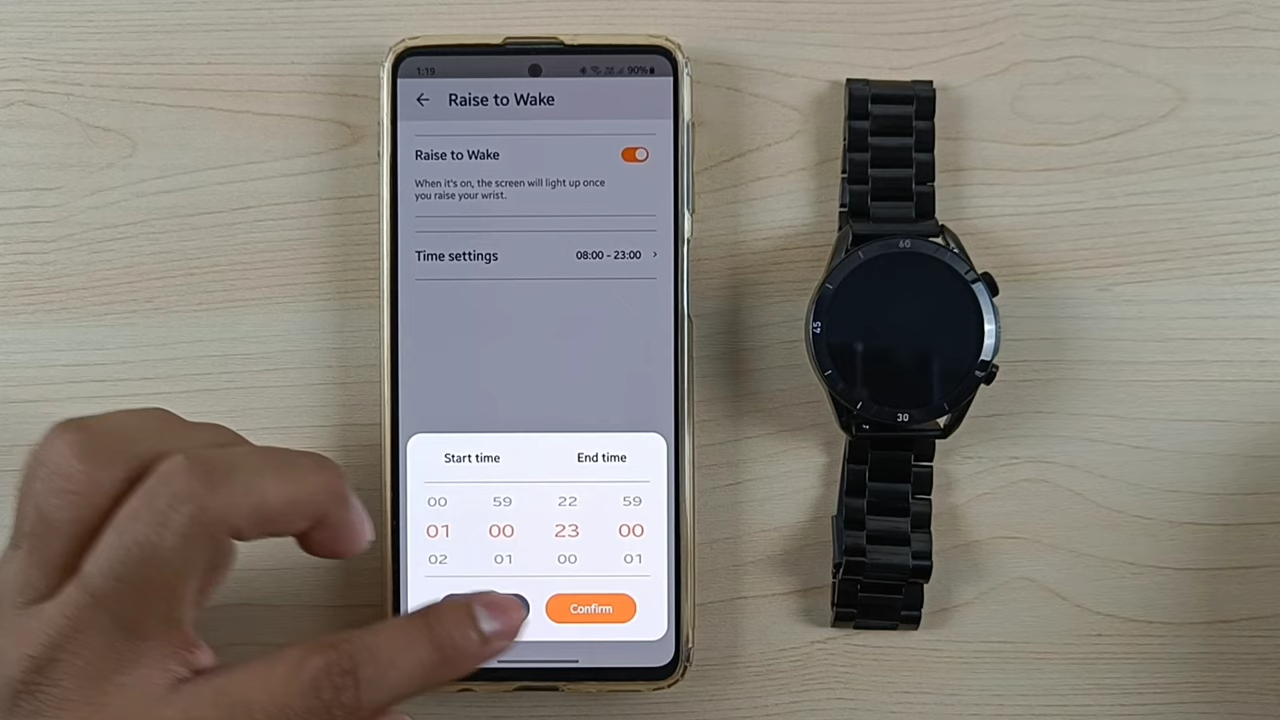 1:19 90%
Raise to Wake
Raise to Wake
When it's on, the screen will light up once
you raise your wrist.
Time settings 08:00 – 23:00
Start time End time
00 59 22 59
01 00 23 00
02 01 00 01
Confirm
60
45
30